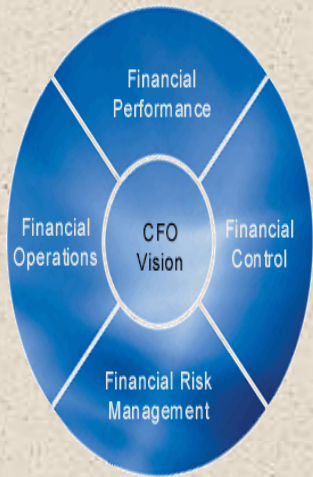 Financial
Performance
Financial
Operations
CFO
Vision
Financial
Control
Financial Risk
Management